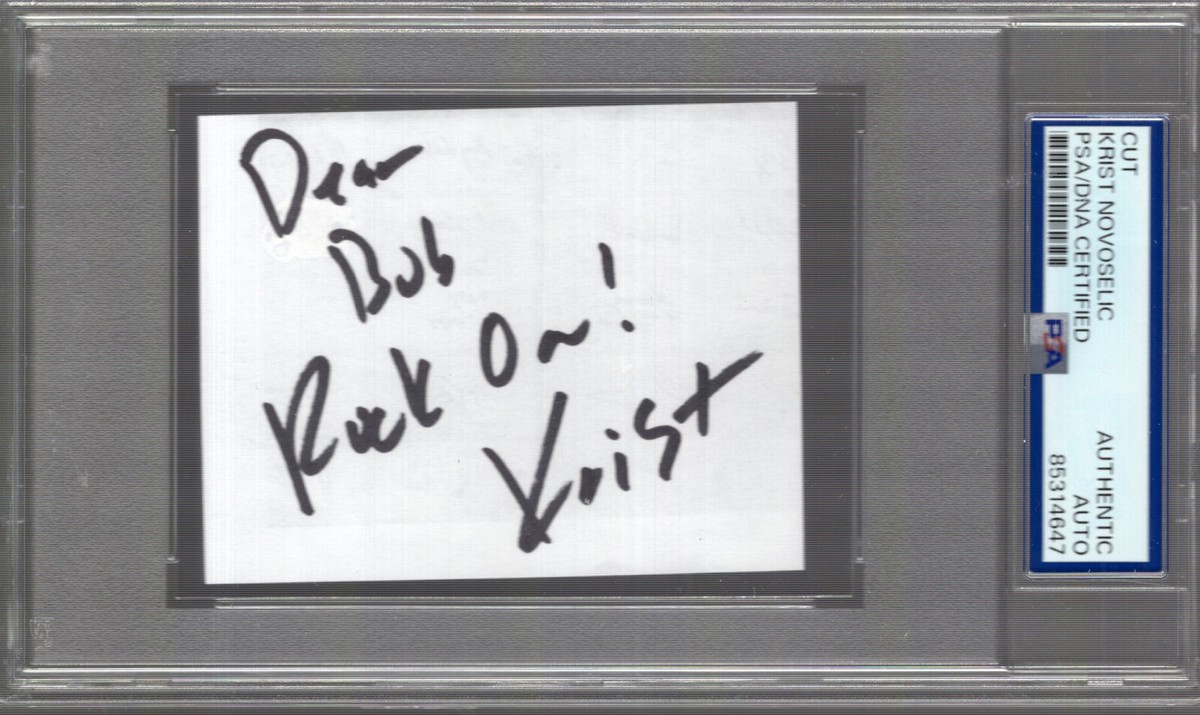 Dear
Bob
Rock On!
Krist
CUT
KRIST NOVOSELIC
PSA/DNA CERTIFIED
AUTHENTIC
AUTO
85314647
PSA